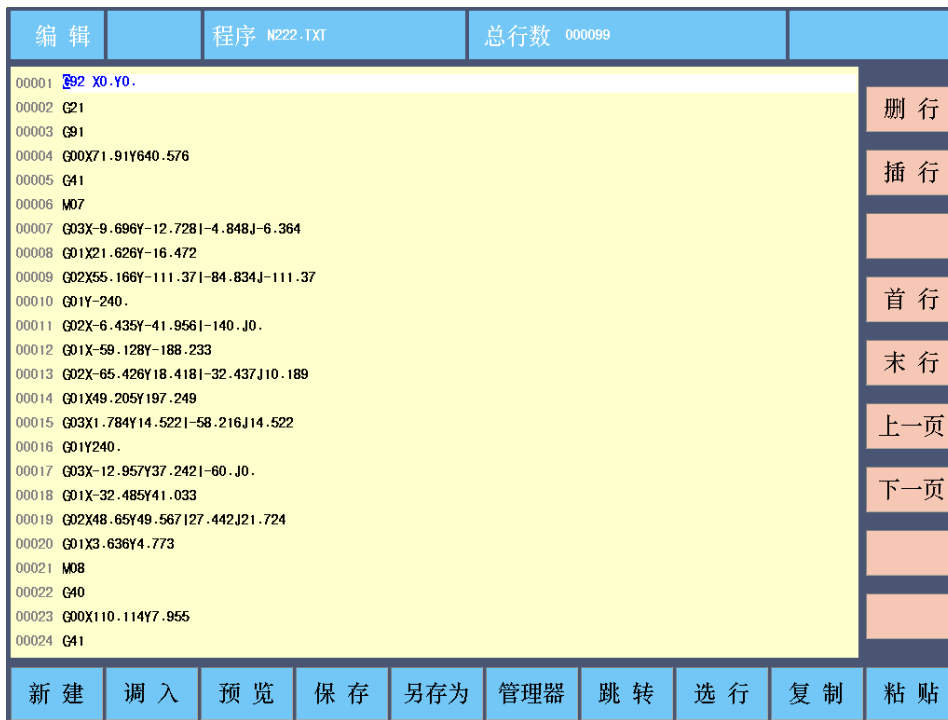 编 辑 程序 N222.TXT 总行数 000099
00001 G92 X0.Y0.
00002 G21
00003 G91
00004 G00X71.91Y640.576
00005 G41
00006 M07
00007 G03X-9.696Y-12.728I-4.848J-6.364
00008 G01X21.626Y-16.472
00009 G02X55.166Y-111.37I-84.834J-111.37
00010 G01Y-240.
00011 G02X-6.435Y-41.956I-140.J0.
00012 G01X-59.128Y-188.233
00013 G02X-65.426Y18.418I-32.437J10.189
00014 G01X49.205Y197.249
00015 G03X1.784Y14.522I-58.216J14.522
00016 G01Y240.
00017 G03X-12.957Y37.242I-60.J0.
00018 G01X-32.485Y41.033
00019 G02X48.65Y49.567I27.442J21.724
00020 G01X3.636Y4.773
00021 M08
00022 G40
00023 G00X110.114Y7.955
00024 G41
删 行
插 行
首 行
末 行
上一页
下一页
新 建 调 入 预 览 保 存 另存为 管理器 跳 转 选 行 复 制 粘 贴